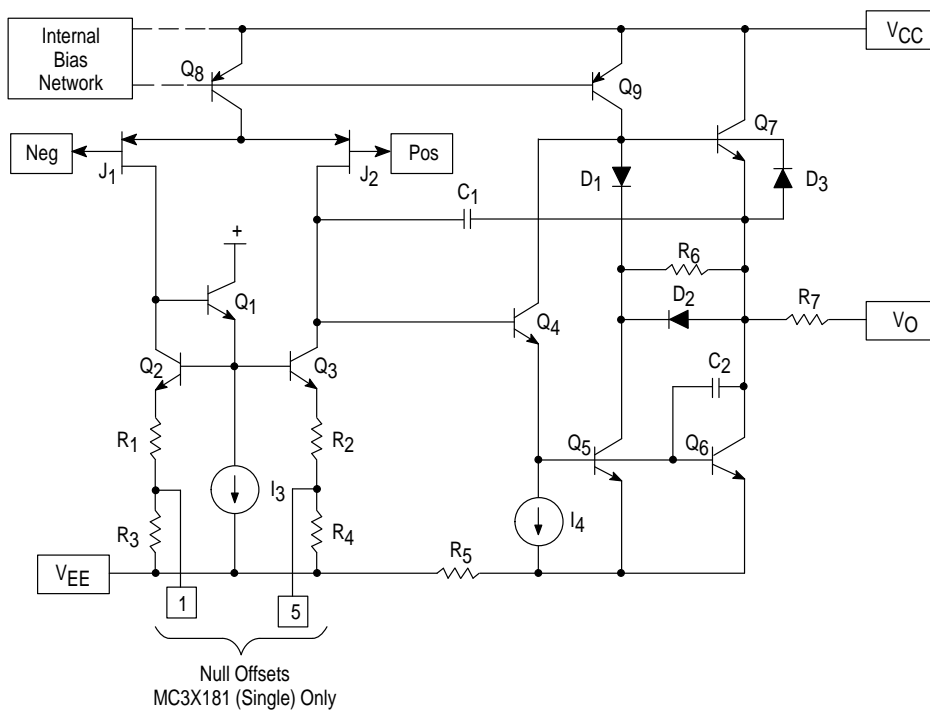 Internal
Bias
Network
VCC
Q8
Q9
Q7
Neg
J1
J2
Pos
D1
D3
C1
+
R6
Q1
D2
R7
VO
Q4
Q2
Q3
C2
R1
R2
Q5
Q6
I3
I4
R3
R4
R5
VEE
1
5
Null Offsets
MC3X181 (Single) Only